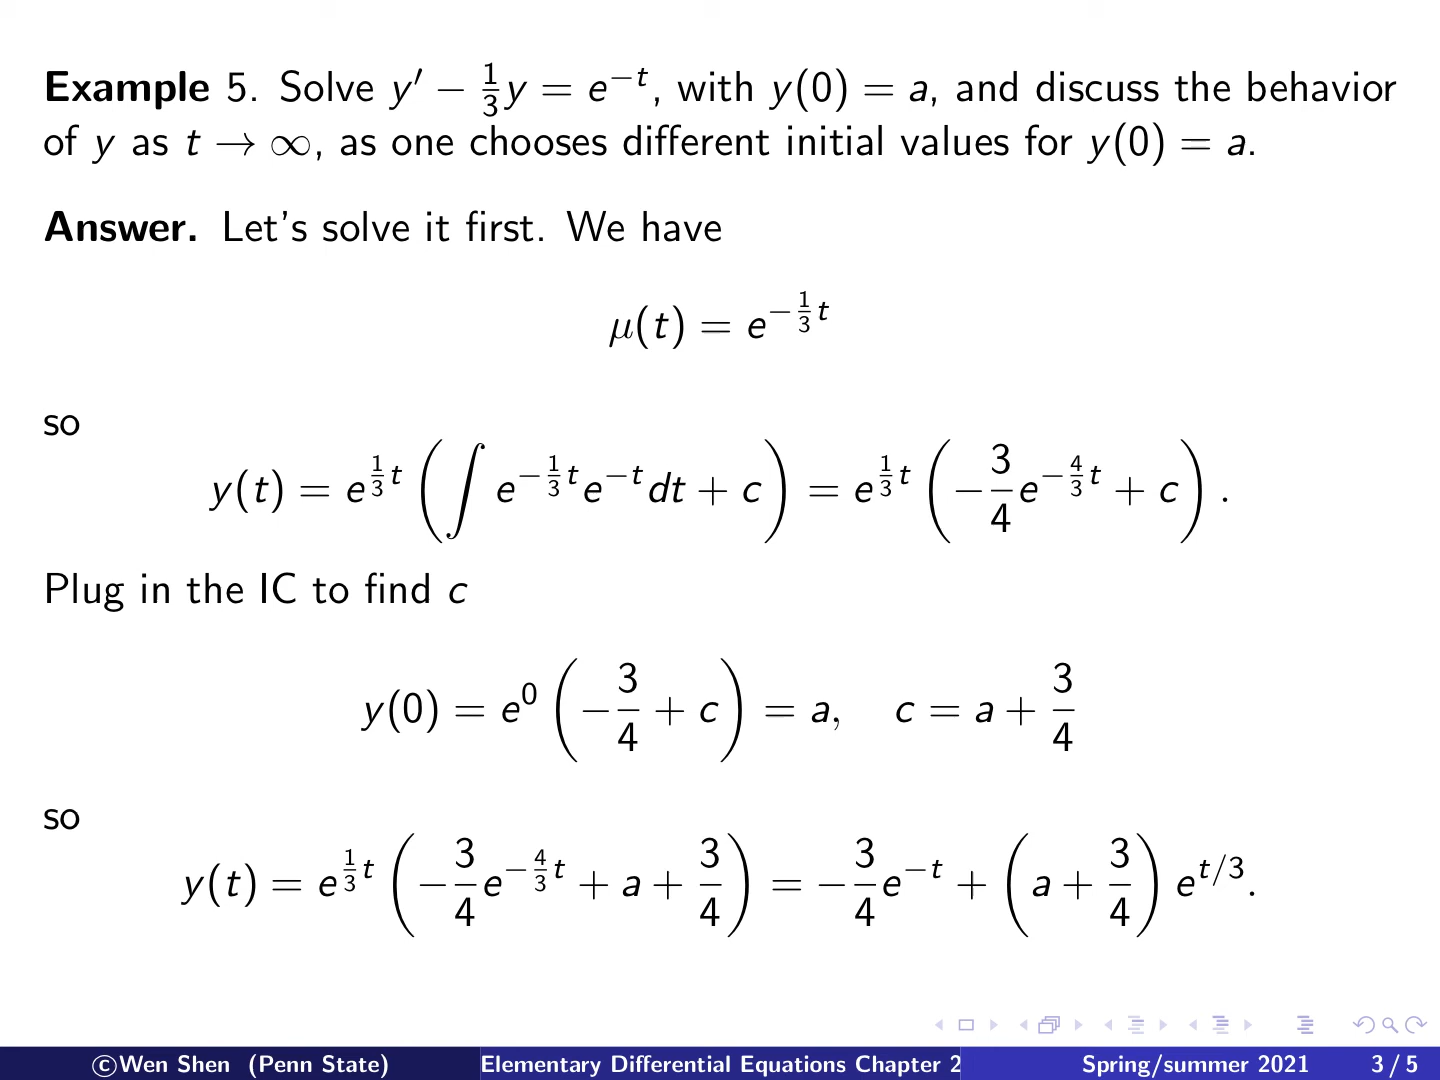 Example 5. Solve y′ − 1/3 y = e^{−t}, with y(0) = a, and discuss the behavior
of y as t → ∞, as one chooses different initial values for y(0) = a.
Answer. Let's solve it first. We have
μ(t) = e^{−1/3 t}
so
y(t) = e^{1/3 t} ( ∫ e^{−1/3 t} e^{−t} dt + c ) = e^{1/3 t} ( −3/4 e^{−4/3 t} + c ) .
Plug in the IC to find c
y(0) = e^0 ( −3/4 + c ) = a, c = a + 3/4
so
y(t) = e^{1/3 t} ( −3/4 e^{−4/3 t} + a + 3/4 ) = −3/4 e^{−t} + ( a + 3/4 ) e^{t/3}.
©Wen Shen (Penn State) Elementary Differential Equations Chapter 2 Spring/summer 2021 3 / 5